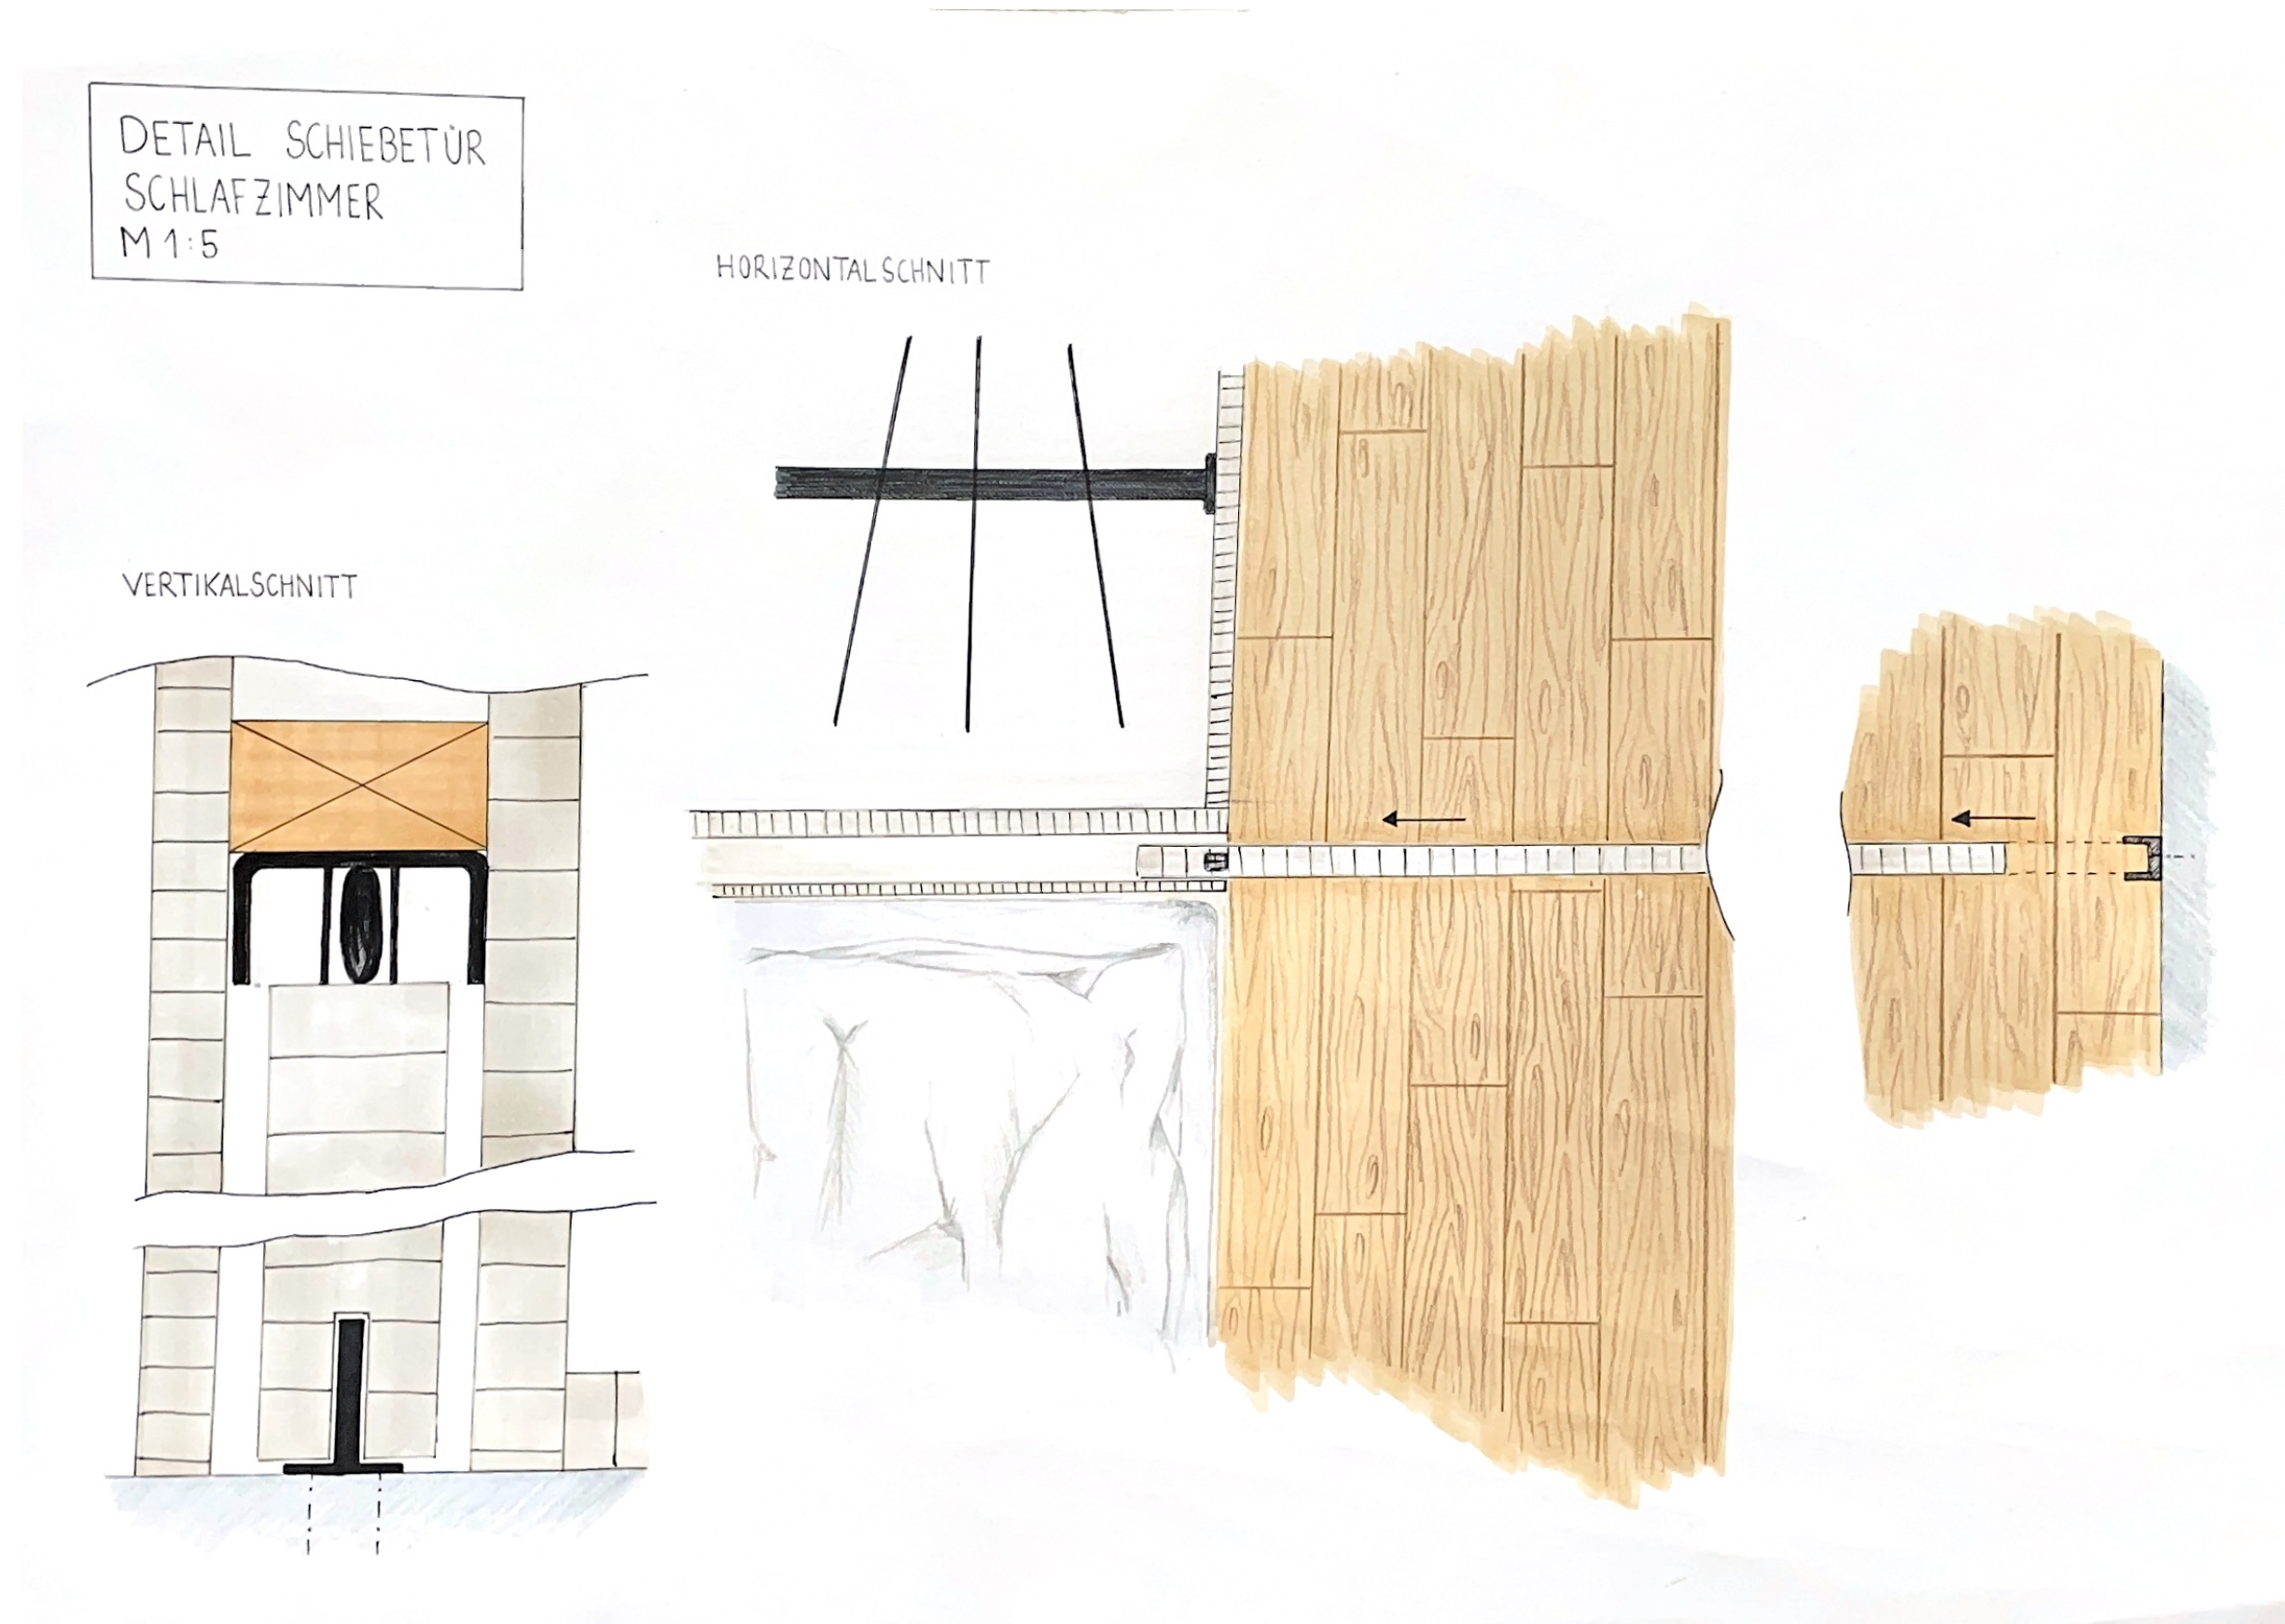 DETAIL SCHIEBETÜR
SCHLAFZIMMER
M 1:5
HORIZONTALSCHNITT
VERTIKALSCHNITT